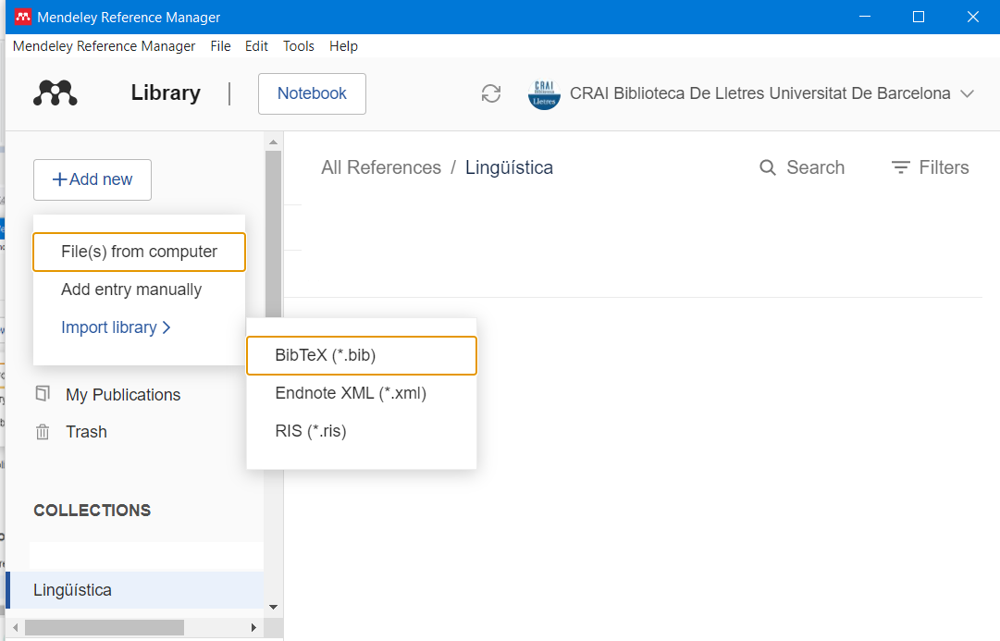 Mendeley Reference Manager
Mendeley Reference Manager File Edit Tools Help
Library | Notebook
CRAI
Lletres
CRAI Biblioteca De Lletres Universitat De Barcelona
+Add new
All References / Lingüística
Search
Filters
File(s) from computer
Add entry manually
Import library >
BibTeX (*.bib)
Endnote XML (*.xml)
RIS (*.ris)
My Publications
Trash
COLLECTIONS
Lingüística